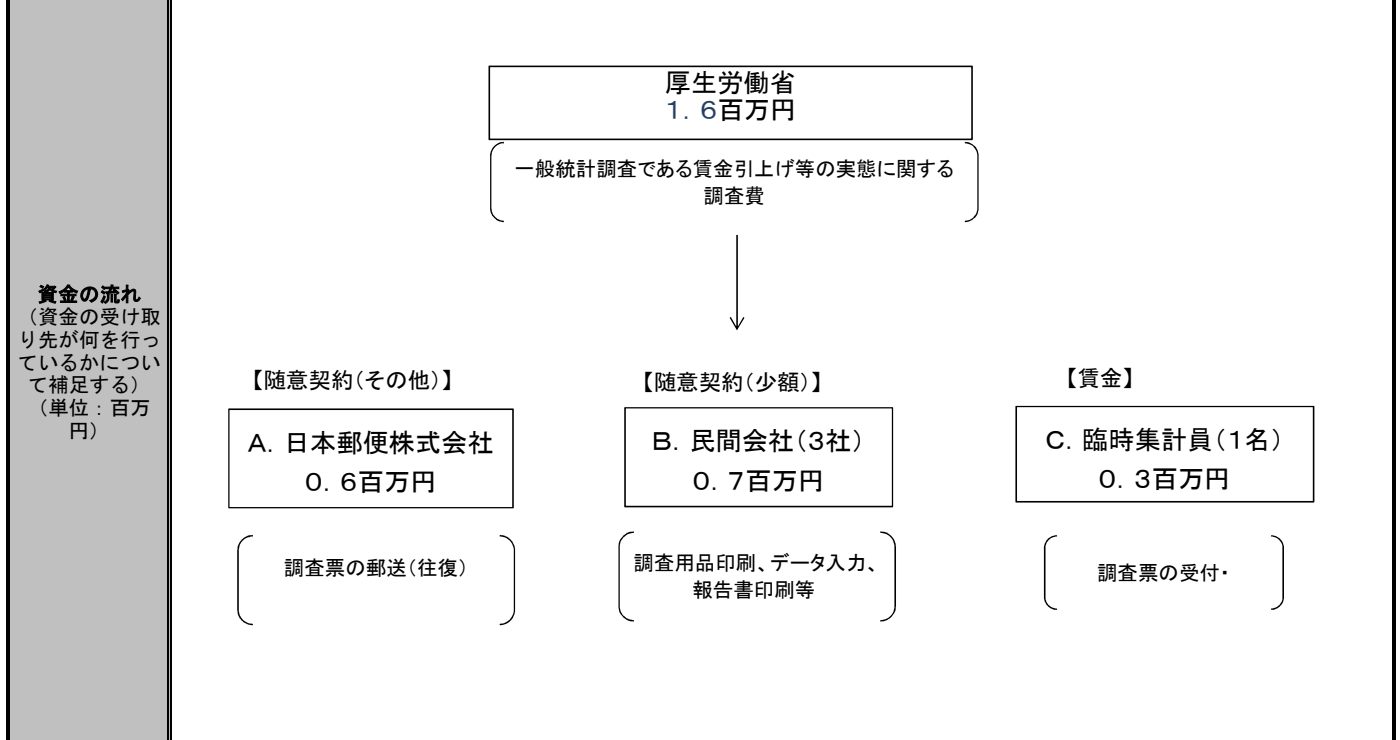 資金の流れ
（資金の受け取
り先が何を行っ
ているかについ
て補足する）
（単位：百万
円）
厚生労働省
１．６百万円
一般統計調査である賃金引上げ等の実態に関する
調査費
【随意契約（その他）】
A．日本郵便株式会社
０．６百万円
調査票の郵送（往復）
【随意契約（少額）】
B．民間会社（３社）
０．７百万円
調査用品印刷、データ入力、
報告書印刷等
【賃金】
C．臨時集計員（１名）
０．３百万円
調査票の受付・